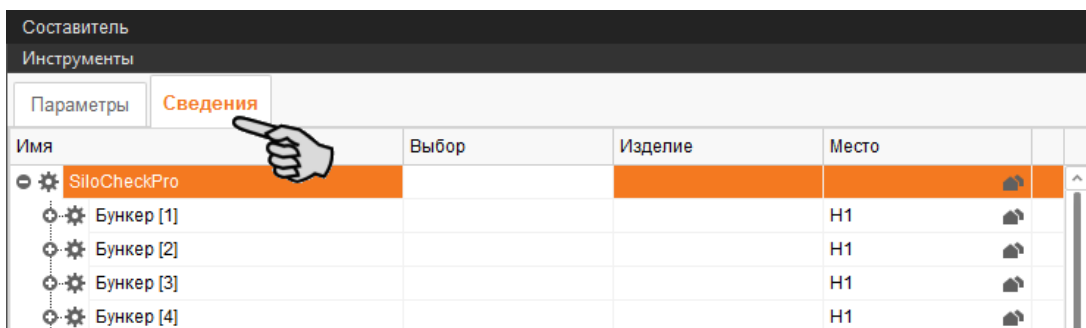 Составитель
Инструменты
Параметры Сведения
Имя Выбор Изделие Место
SiloCheckPro
Бункер [1] H1
Бункер [2] H1
Бункер [3] H1
Бункер [4] H1